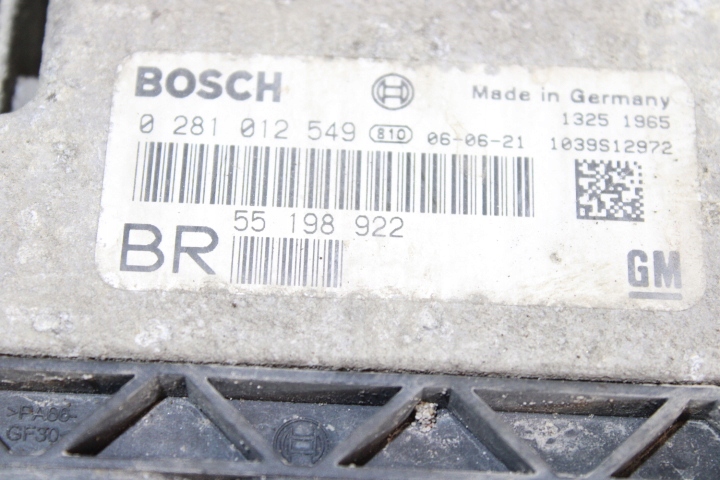 BOSCH
Made in Germany
1325 1965
0 281 012 549 810 06-06-21 1039S12972
55 198 922
BR
GM
>PA66-
GF30